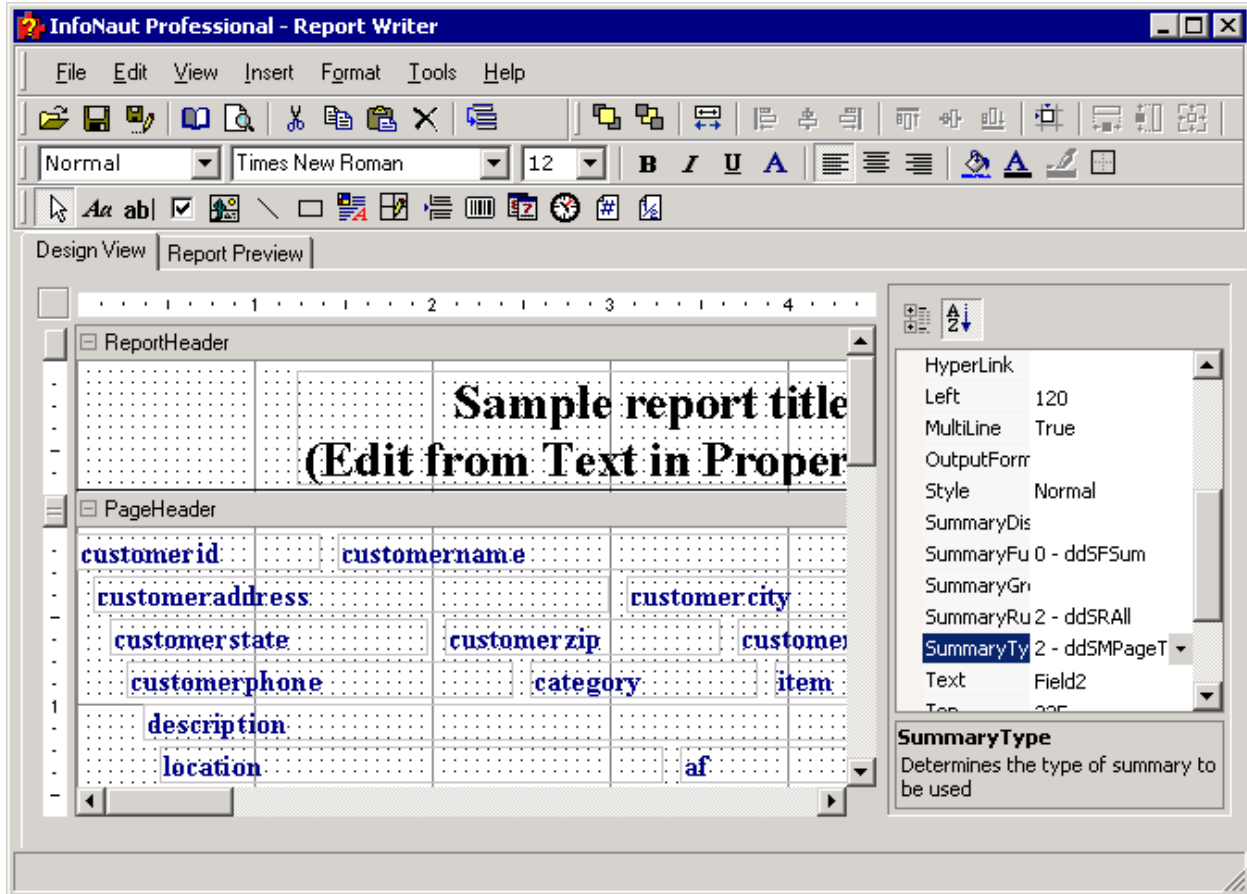 InfoNaut Professional - Report Writer
File Edit View Insert Format Tools Help
Normal Times New Roman 12 B I U A
Aa ab|
Design View Report Preview
1 2 3 4
ReportHeader
Sample report title
(Edit from Text in Proper
PageHeader
customerid customername
customeraddress customercity
customerstate customerzip customer
customerphone category item
1
description
location af
HyperLink
Left 120
MultiLine True
OutputForm
Style Normal
SummaryDis
SummaryFu 0 - ddSFSum
SummaryGr
SummaryRu 2 - ddSRAll
SummaryTy 2 - ddSMPageT
Text Field2
SummaryType
Determines the type of summary to
be used